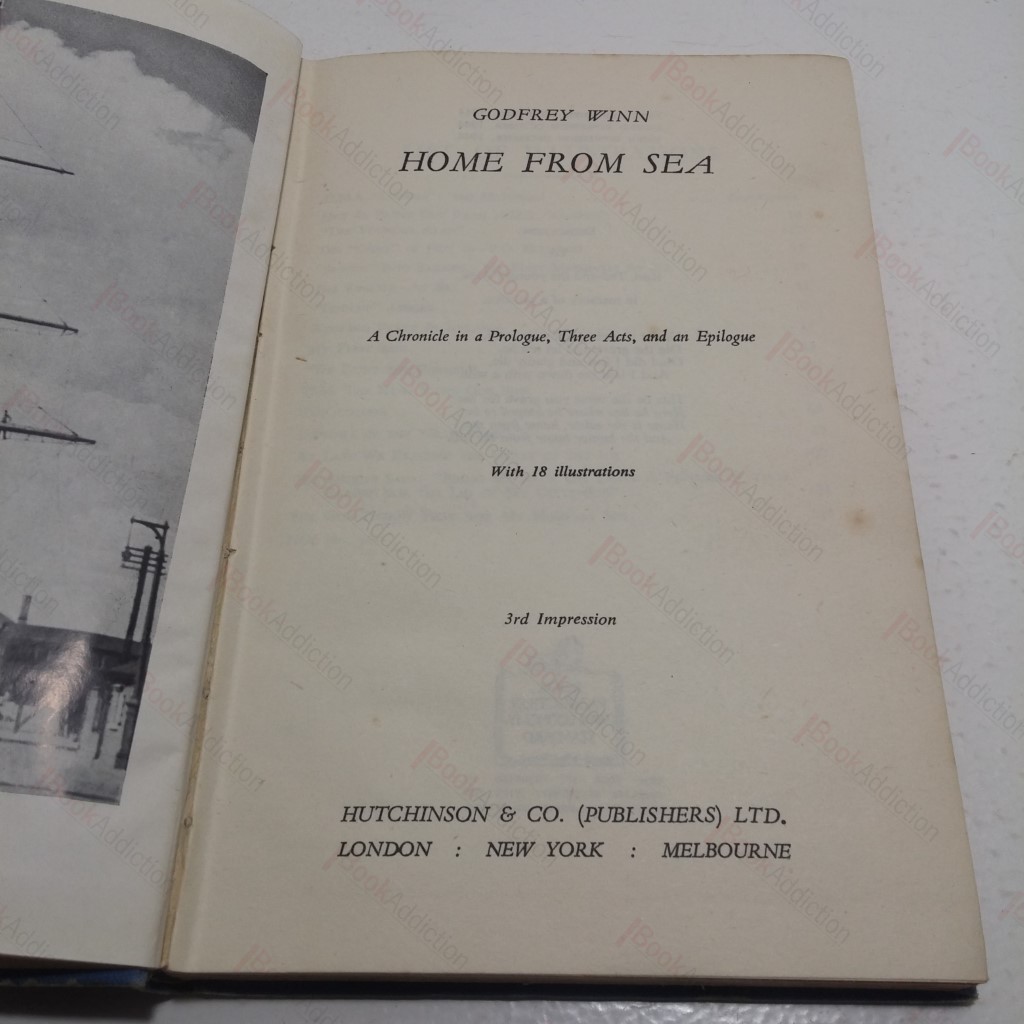 GODFREY WINN
HOME FROM SEA
A Chronicle in a Prologue, Three Acts, and an Epilogue
With 18 illustrations
3rd Impression
HUTCHINSON & CO. (PUBLISHERS) LTD.
LONDON : NEW YORK : MELBOURNE
BookAddiction